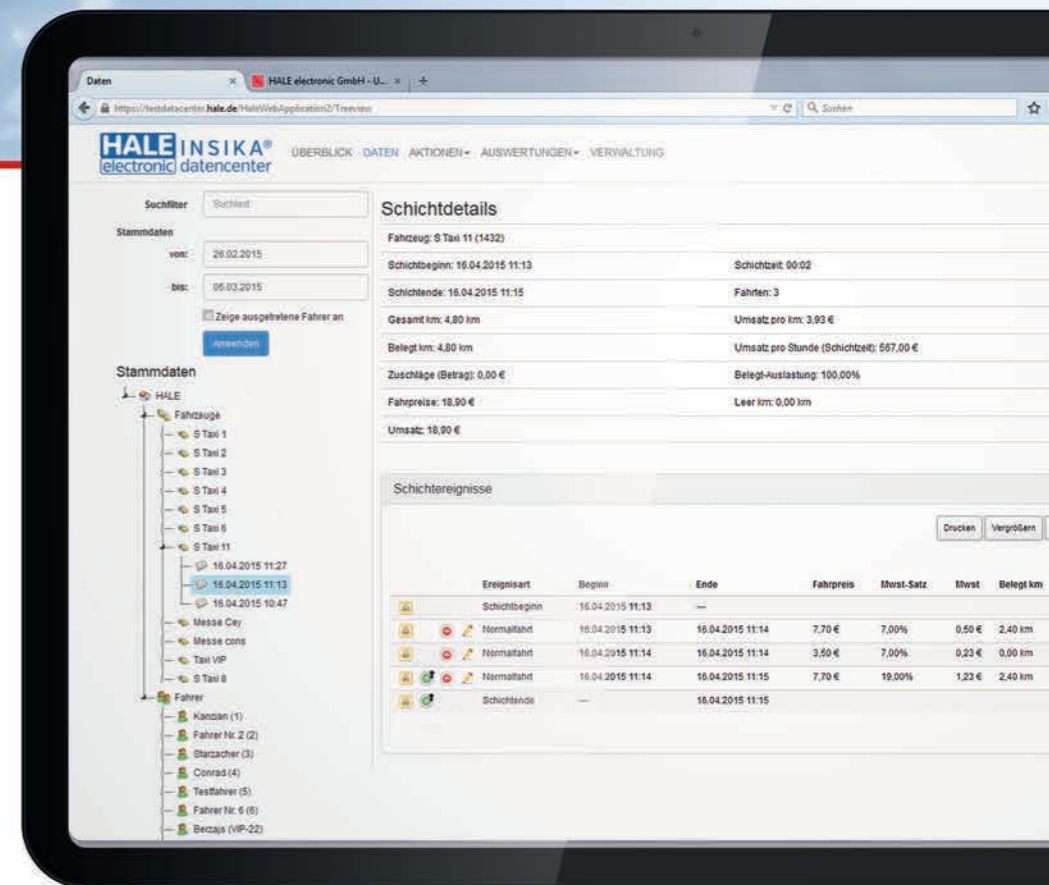 Daten
HALE electronic GmbH - U...
https://testdatacenter.hale.de/HaleWebApplication2/Treeview
Suchen
HALE INSIKA®
electronic datencenter
ÜBERBLICK DATEN AKTIONEN AUSWERTUNGEN VERWALTUNG
Suchfilter Suchtext
Stammdaten
von: 26.02.2015
bis: 05.03.2015
Zeige ausgetretene Fahrer an
Anwenden
Stammdaten
HALE
Fahrzeuge
S Taxi 1
S Taxi 2
S Taxi 3
S Taxi 4
S Taxi 5
S Taxi 6
S Taxi 11
16.04.2015 11:27
16.04.2015 11:13
16.04.2015 10:47
Messe Cey
Messe cons
Taxi VIP
S Taxi 8
Fahrer
Kanzian (1)
Fahrer Nr. 2 (2)
Starzacher (3)
Conrad (4)
Testfahrer (5)
Fahrer Nr. 6 (6)
Berzajs (VIP-22)
Schichtdetails
Fahrzeug: S Taxi 11 (1432)
Schichtbeginn: 16.04.2015 11:13 Schichtzeit: 00:02
Schichtende: 16.04.2015 11:15 Fahrten: 3
Gesamt km: 4,80 km Umsatz pro km: 3,93 €
Belegt km: 4,80 km Umsatz pro Stunde (Schichtzeit): 567,00 €
Zuschläge (Betrag): 0,00 € Belegt-Auslastung: 100,00%
Fahrpreise: 18,90 € Leer km: 0,00 km
Umsatz: 18,90 €
Schichtereignisse
Drucken Vergrößern
Ereignisart Beginn Ende Fahrpreis Mwst-Satz Mwst Belegt km
Schichtbeginn 16.04.2015 11:13 ---
Normalfahrt 16.04.2015 11:13 16.04.2015 11:14 7,70 € 7,00% 0,50 € 2,40 km
Normalfahrt 16.04.2015 11:14 16.04.2015 11:14 3,50 € 7,00% 0,23 € 0,00 km
Normalfahrt 16.04.2015 11:14 16.04.2015 11:15 7,70 € 19,00% 1,23 € 2,40 km
Schichtende --- 16.04.2015 11:15